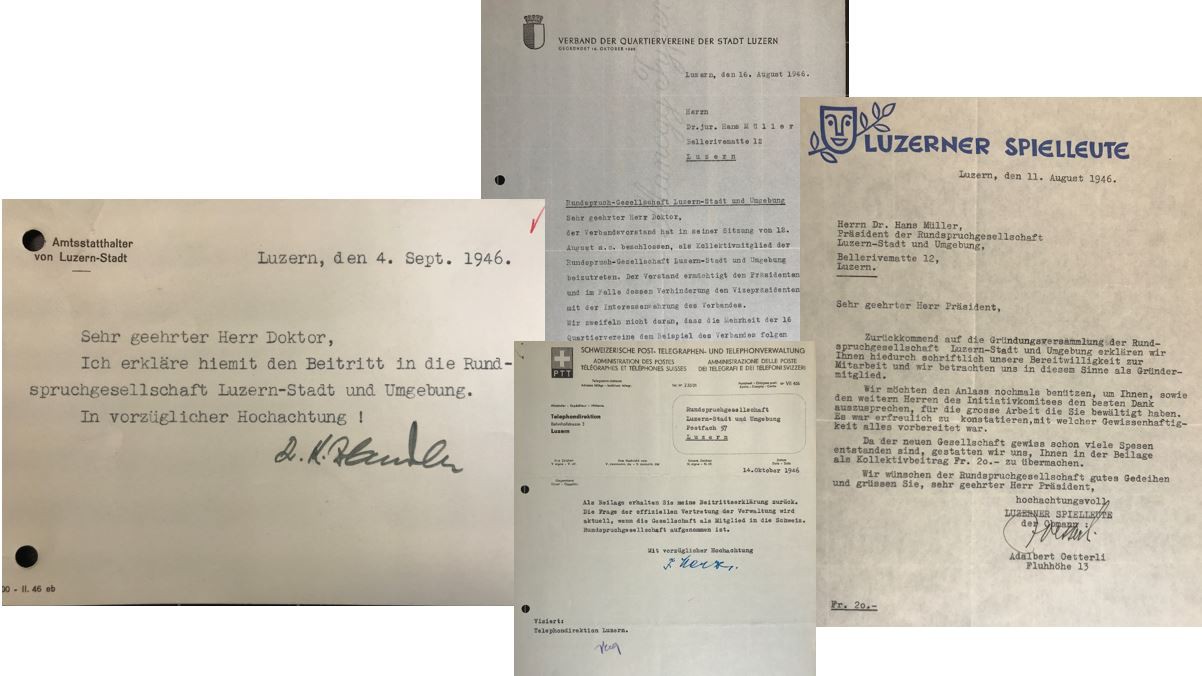 Amtsstatthalter
von Luzern-Stadt
Luzern, den 4. Sept. 1946.
Sehr geehrter Herr Doktor,
Ich erkläre hiemit den Beitritt in die Rund-
spruchgesellschaft Luzern-Stadt und Umgebung.
In vorzüglicher Hochachtung !
00 - II. 46 eb
VERBAND DER QUARTIERVEREINE DER STADT LUZERN
GEGRÜNDET 16. OKTOBER
Luzern, den 16. August 1946.
Herrn
Dr.jur. Hans M ü l l e r
Bellerivematte 12
L u z e r n
Rundspruch-Gesellschaft Luzern-Stadt und Umgebung
Sehr geehrter Herr Doktor,
der Verbandsvorstand hat in seiner Sitzung vom 12.
August a.c. beschlossen, als Kollektivmitglied der
Rundspruch-Gesellschaft Luzern-Stadt und Umgebung
beizutreten. Der Vorstand ermächtigt den Präsidenten
und im Falle dessen Verhinderung den Vizepräsidenten
mit der Interessenwahrung des Verbandes.
Wir zweifeln nicht daran, dass die Mehrheit der 16
Quartiervereine dem Beispiel des Verbandes folgen
PTT
SCHWEIZERISCHE POST-, TELEGRAPHEN- UND TELEPHONVERWALTUNG
ADMINISTRATION DES POSTES
TÉLÉGRAPHES ET TÉLÉPHONES SUISSES
AMMINISTRAZIONE DELLE POSTE
DEI TELEGRAFI E DEI TELEFONI SVIZZERI
Telephondirektion
Luzern
Rundspruchgesellschaft
Luzern-Stadt und Umgebung
Postfach 57
L u z e r n
14.Oktober 1946
Als Beilage erhalten Sie meine Beitrittserklärung zurück.
Die Frage der offiziellen Vertretung der Verwaltung wird
aktuell, wenn die Gesellschaft als Mitglied in die Schweiz.
Rundspruchgesellschaft aufgenommen ist.
Mit vorzüglicher Hochachtung
Visiert:
Telephondirektion Luzern.
LUZERNER SPIELLEUTE
Luzern, den 11. August 1946.
Herrn Dr. Hans Müller,
Präsident der Rundspruchgesellschaft
Luzern-Stadt und Umgebung,
Bellerivematte 12,
Luzern.
Sehr geehrter Herr Präsident,
Zurückkommend auf die Gründungsversammlung der Rund-
spruchgesellschaft Luzern-Stadt und Umgebung erklären wir
Ihnen hiedurch schriftlich unsere Bereitwilligkeit zur
Mitarbeit und wir betrachten uns in diesem Sinne als Gründer-
mitglied.
Wir möchten den Anlass nochmals benützen, um Ihnen, sowie
den weitern Herren des Initiativkomitees den besten Dank
auszusprechen, für die grosse Arbeit die Sie bewältigt haben.
Es war erfreulich zu konstatieren,mit welcher Gewissenhaftig-
keit alles vorbereitet war.
Da der neuen Gesellschaft gewiss schon viele Spesen
entstanden sind, gestatten wir uns, Ihnen in der Beilage
als Kollektivbeitrag Fr. 20.- zu übermachen.
Wir wünschen der Rundspruchgesellschaft gutes Gedeihen
und grüssen Sie, sehr geehrter Herr Präsident,
hochachtungsvoll
LUZERNER SPIELLEUTE
der Obmann :
Adalbert Oetterli
Fluhhöhe 13
Fr. 20.-